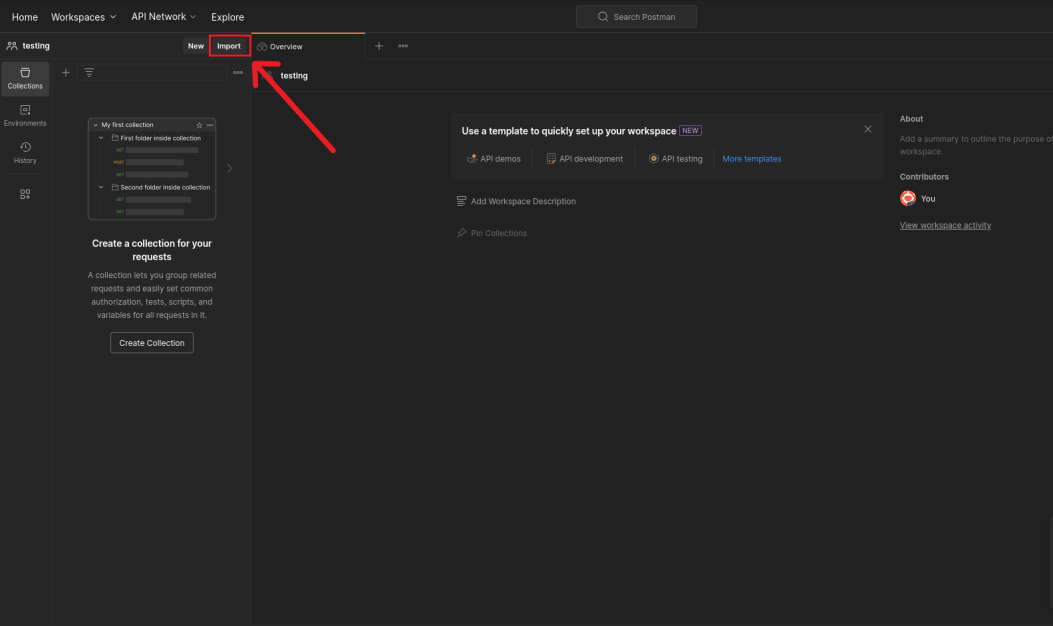 Home Workspaces API Network Explore Search Postman
testing New Import Overview
testing
Collections
Environments
History
My first collection
First folder inside collection
GET
POST
GET
Second folder inside collection
GET
GET
Create a collection for your
requests
A collection lets you group related
requests and easily set common
authorization, tests, scripts, and
variables for all requests in it.
Create Collection
Use a template to quickly set up your workspace NEW
API demos API development API testing More templates
Add Workspace Description
Pin Collections
About
Add a summary to outline the purpose of
workspace.
Contributors
You
View workspace activity